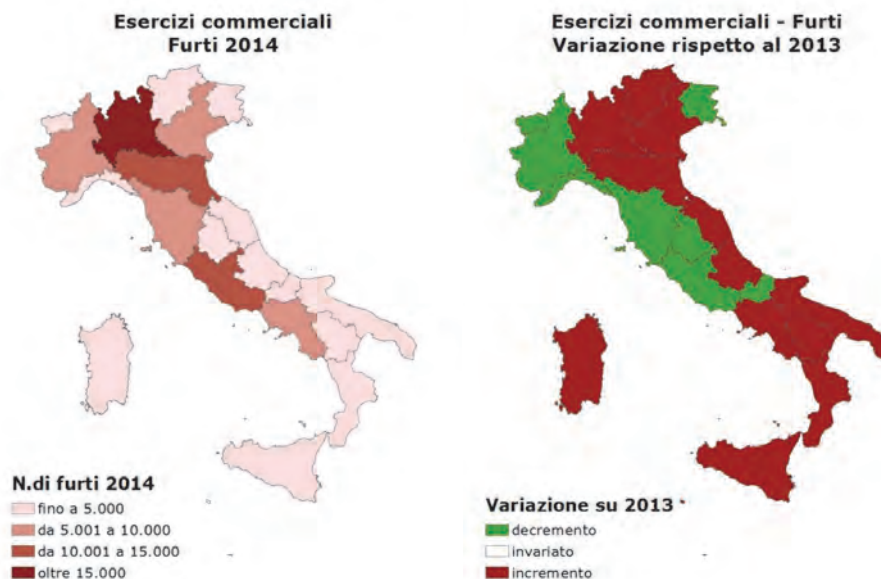 Esercizi commerciali
Furti 2014
N.di furti 2014
fino a 5.000
da 5.001 a 10.000
da 10.001 a 15.000
oltre 15.000
Esercizi commerciali - Furti
Variazione rispetto al 2013
Variazione su 2013
decremento
invariato
incremento